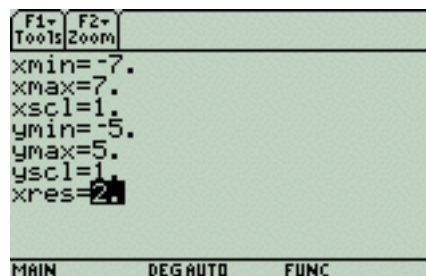 F1▾ F2▾
Tools Zoom
xmin=-7.
xmax=7.
xscl=1.
ymin=-5.
ymax=5.
yscl=1.
xres=2.
MAIN DEG AUTO FUNC